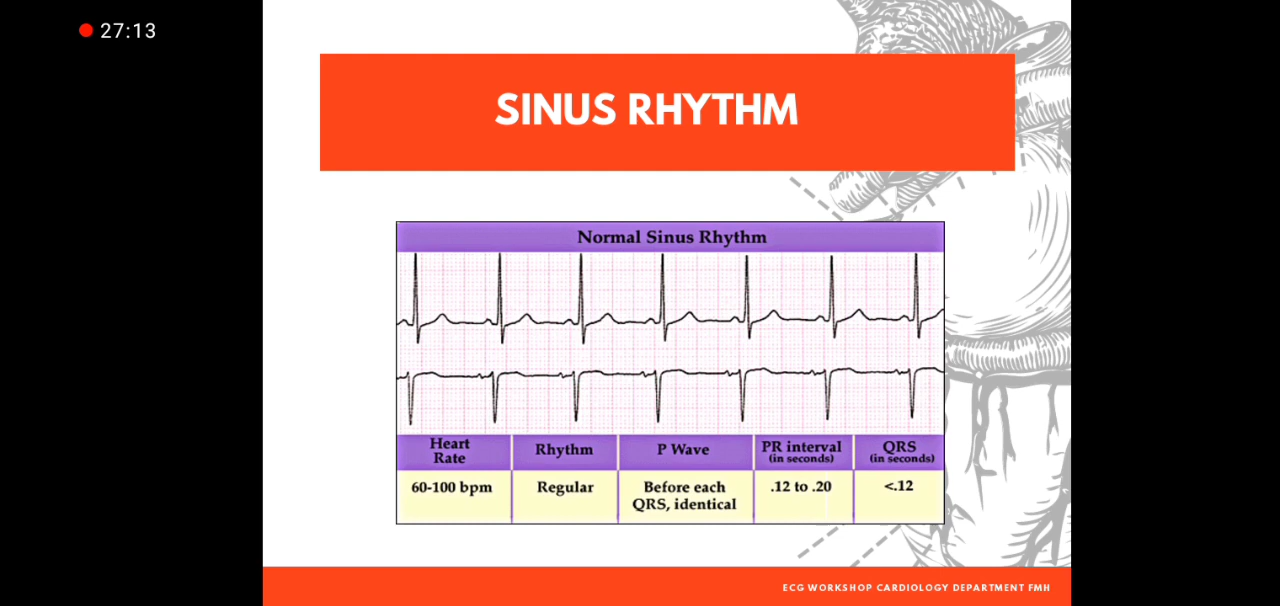 27:13
SINUS RHYTHM
Normal Sinus Rhythm
Heart
Rate
Rhythm
P Wave
PR interval
(in seconds)
QRS
(in seconds)
60-100 bpm
Regular
Before each
QRS, identical
.12 to .20
<.12
ECG WORKSHOP CARDIOLOGY DEPARTMENT FMH